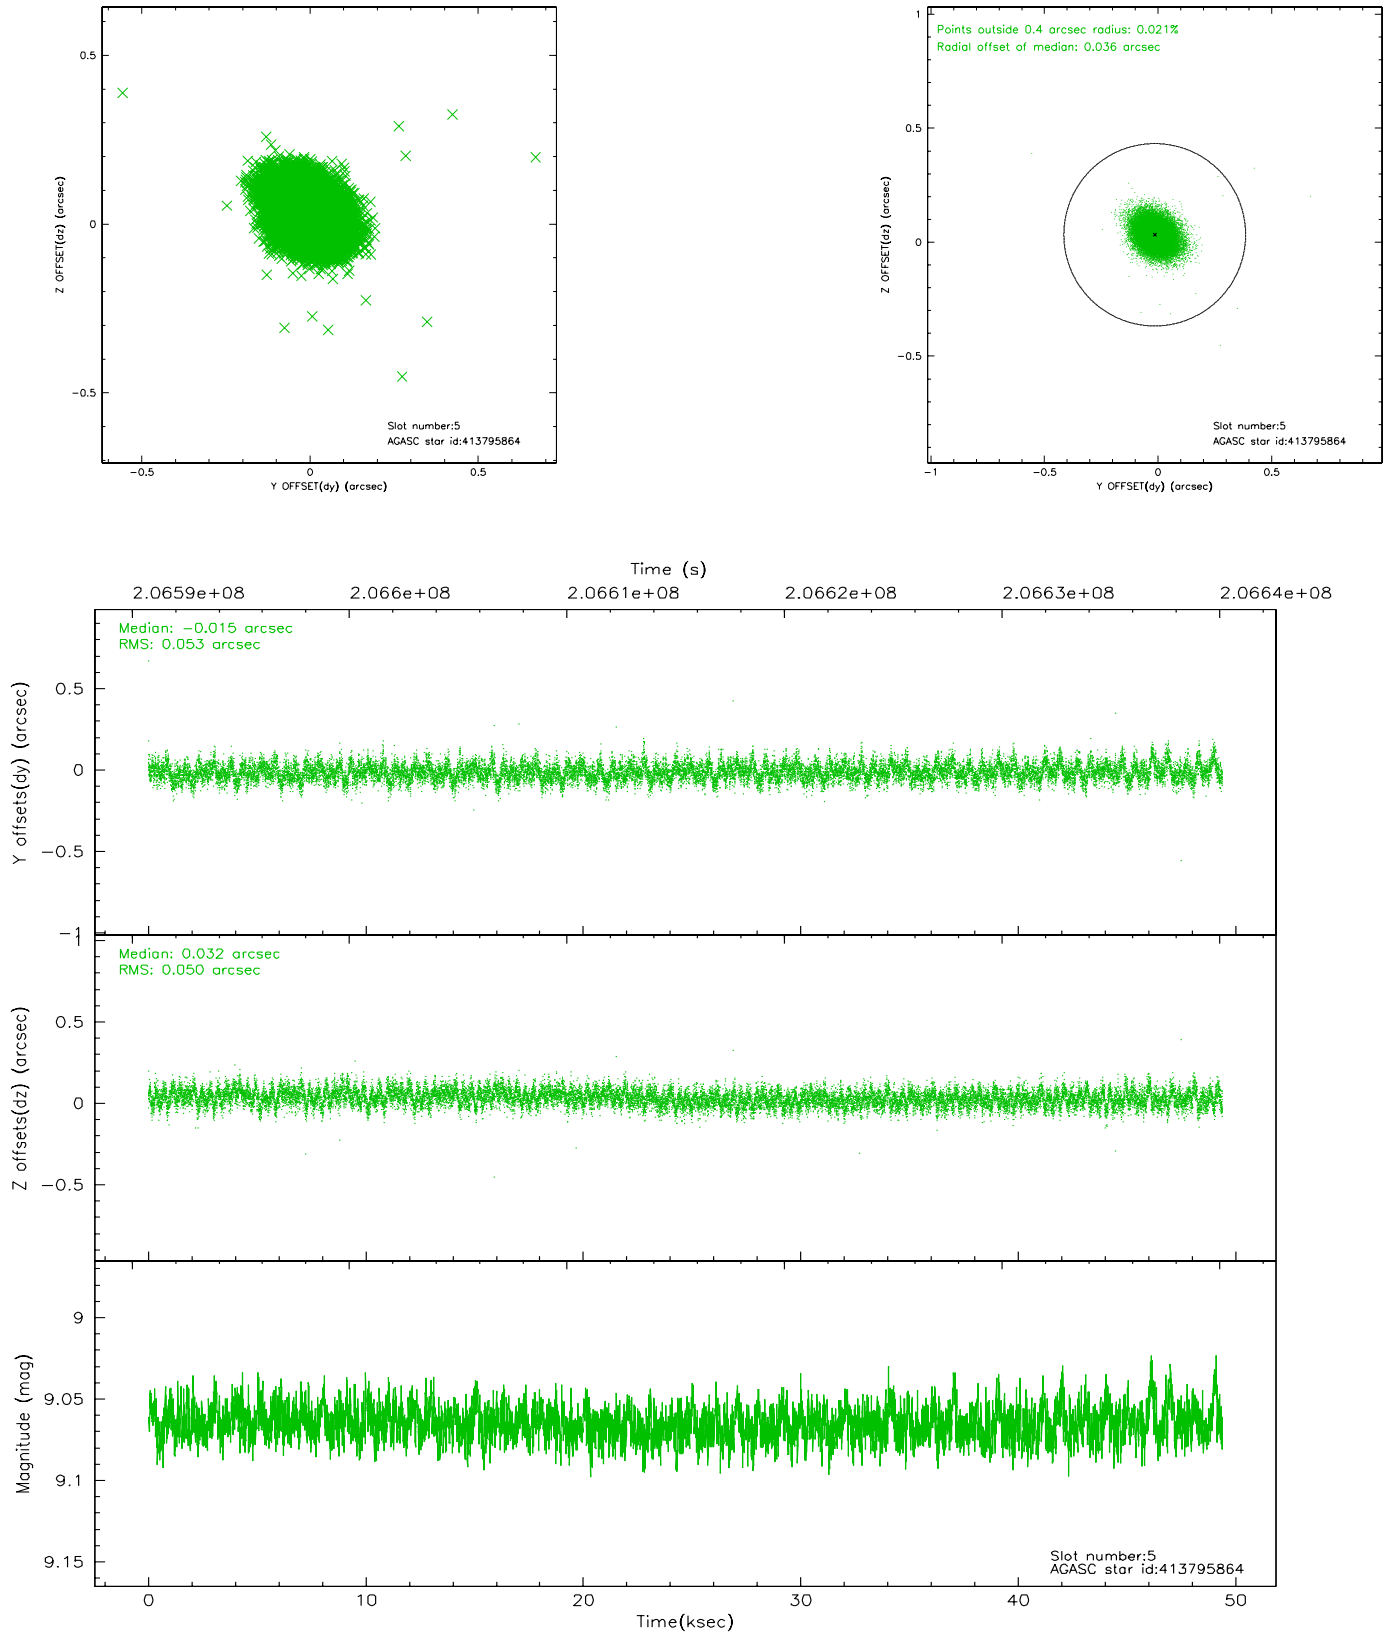 0.5
0
−0.5
Z OFFSET(dz) (arcsec)
Slot number:5
AGASC star id:413795864
−0.5 0 0.5
Y OFFSET(dy) (arcsec)
Points outside 0.4 arcsec radius: 0.021%
Radial offset of median: 0.036 arcsec
1
0.5
0
−0.5
Z OFFSET(dz) (arcsec)
Slot number:5
AGASC star id:413795864
−1 −0.5 0 0.5
Y OFFSET(dy) (arcsec)
Time (s)
2.0659e+08 2.066e+08 2.0661e+08 2.0662e+08 2.0663e+08 2.0664e+08
Median: −0.015 arcsec
RMS: 0.053 arcsec
0.5
0
−0.5
−1
Y offsets(dy) (arcsec)
Median: 0.032 arcsec
RMS: 0.050 arcsec
1
0.5
0
−0.5
Z offsets(dz) (arcsec)
9
9.05
9.1
9.15
Magnitude (mag)
Slot number:5
AGASC star id:413795864
0 10 20 30 40 50
Time(ksec)